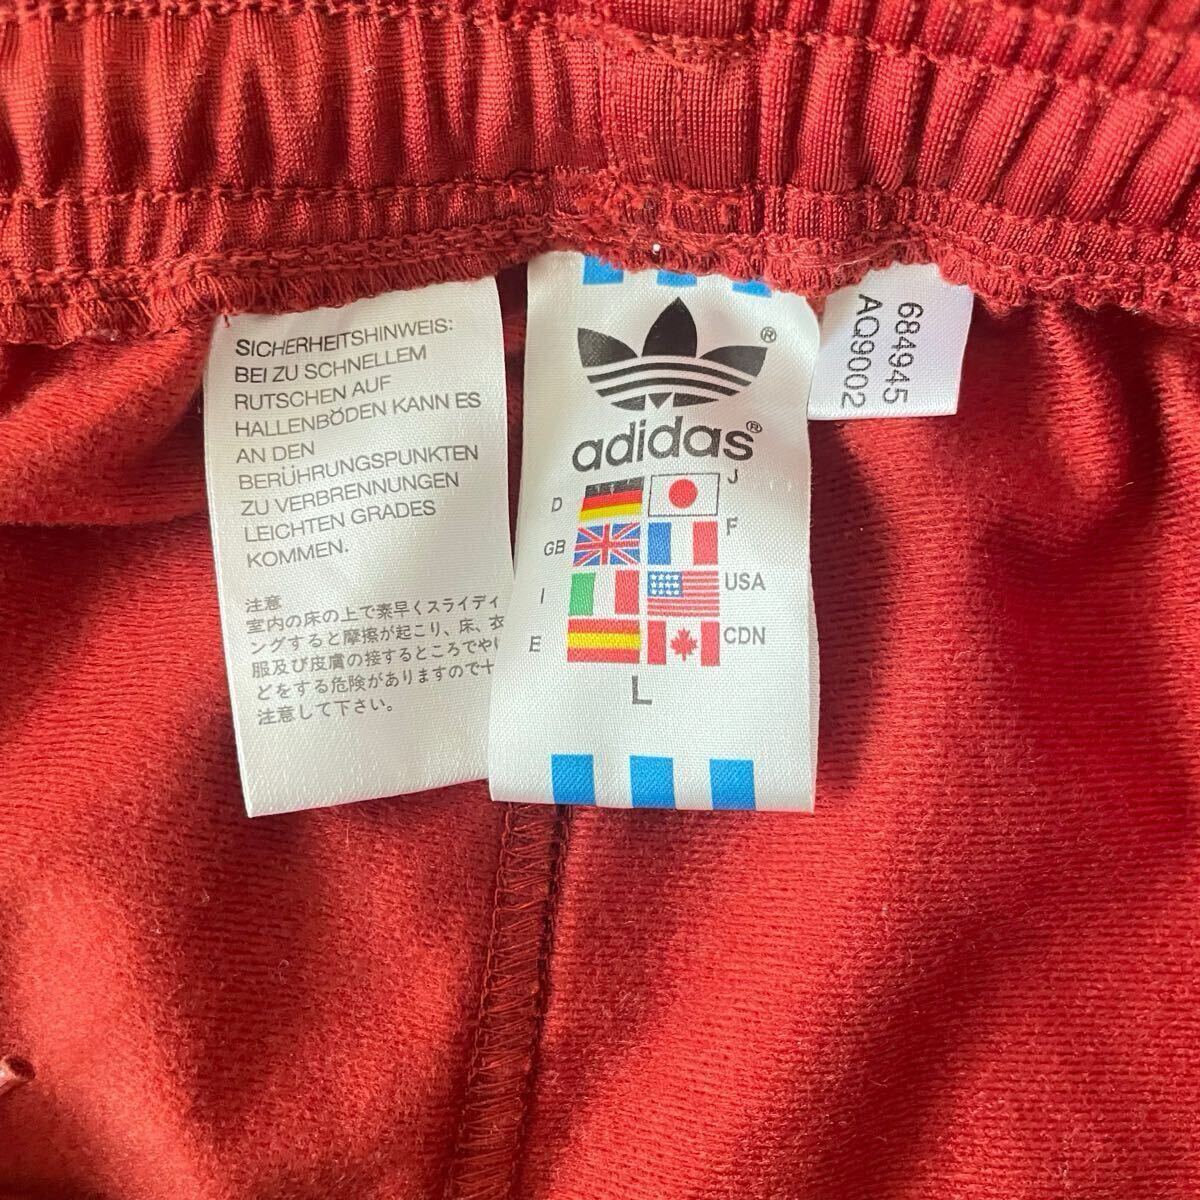 SICHERHEITSHINWEIS:
BEI ZU SCHNELLEM
RUTSCHEN AUF
HALLENBÖDEN KANN ES
AN DEN
BERÜHRUNGSPUNKTEN
ZU VERBRENNUNGEN
LEICHTEN GRADES
KOMMEN.
注意
室内の床の上で素早くスライディ
ングすると摩擦が起こり、床、衣
服及び皮膚の接するところでや
どをする危険がありますので十
注意して下さい。
®
adidas®
D J
GB F
I USA
E CDN
L
684945
AQ9002